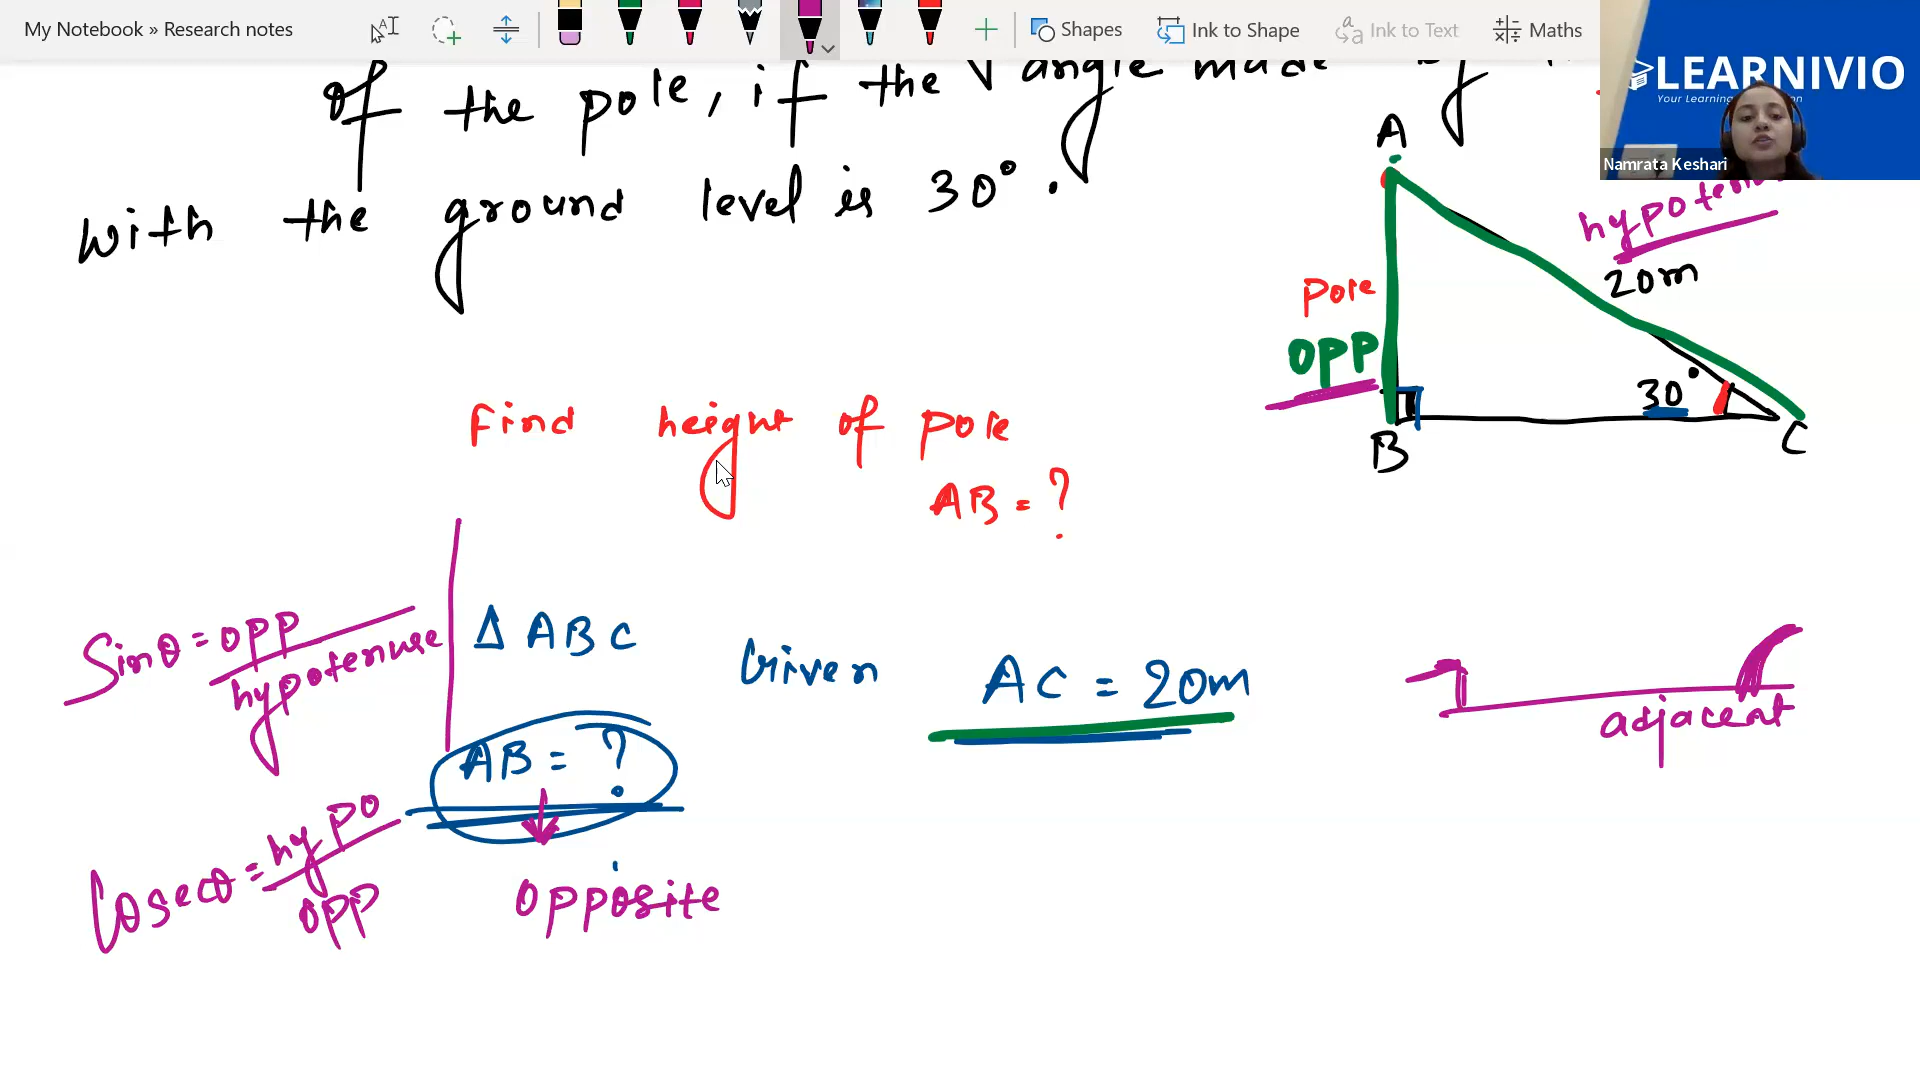 My Notebook » Research notes
Shapes
Ink to Shape
Ink to Text
Maths
LEARNIVIO
Namrata Keshari
of the pole, if the angle made by
with the ground level is 30°.
A
20m
Pole
OPP
30°
B
C
Find height of pole
AB = ?
Sinθ = opp
hypotenuse
Δ ABC
Given
AC = 20m
adjacent
AB = ?
Cosecθ = hypo
opp
opposite